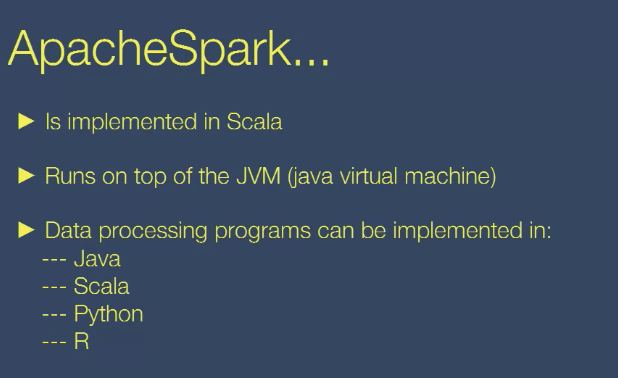 ApacheSpark...
► Is implemented in Scala
► Runs on top of the JVM (java virtual machine)
► Data processing programs can be implemented in:
--- Java
--- Scala
--- Python
--- R